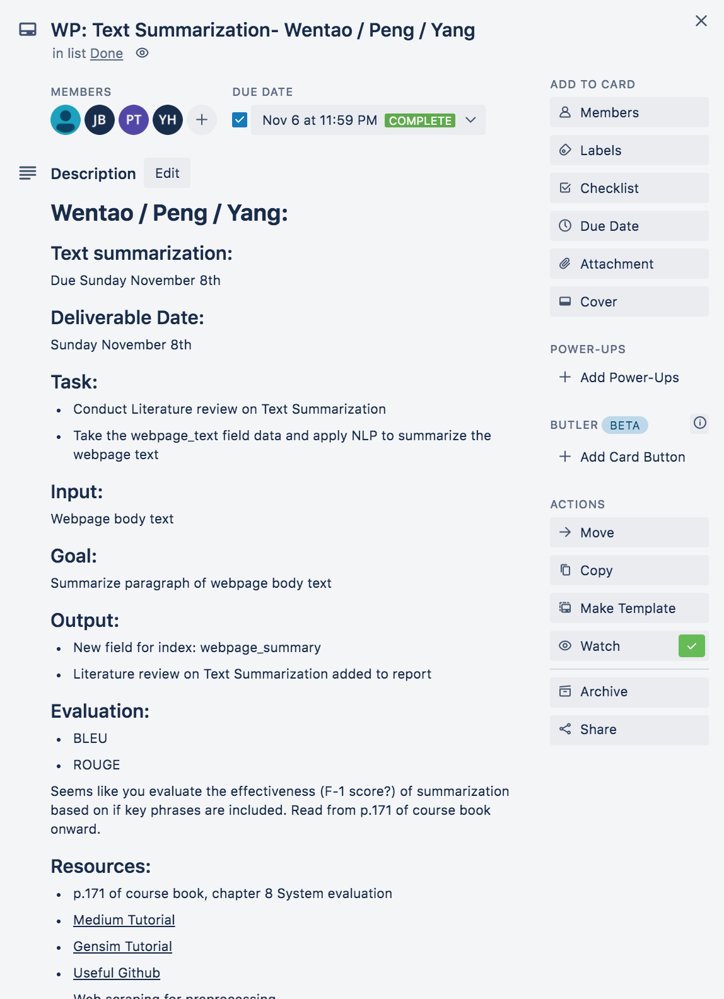 WP: Text Summarization- Wentao / Peng / Yang
in list Done
MEMBERS
JB
PT
YH
DUE DATE
Nov 6 at 11:59 PM COMPLETE
Description
Edit
Wentao / Peng / Yang:
Text summarization:
Due Sunday November 8th
Deliverable Date:
Sunday November 8th
Task:
• Conduct Literature review on Text Summarization
• Take the webpage_text field data and apply NLP to summarize the
webpage text
Input:
Webpage body text
Goal:
Summarize paragraph of webpage body text
Output:
• New field for index: webpage_summary
• Literature review on Text Summarization added to report
Evaluation:
• BLEU
• ROUGE
Seems like you evaluate the effectiveness (F-1 score?) of summarization
based on if key phrases are included. Read from p.171 of course book
onward.
Resources:
• p.171 of course book, chapter 8 System evaluation
• Medium Tutorial
• Gensim Tutorial
• Useful Github
Web scraping for preprocessing
ADD TO CARD
Members
Labels
Checklist
Due Date
Attachment
Cover
POWER-UPS
Add Power-Ups
BUTLER BETA
Add Card Button
ACTIONS
Move
Copy
Make Template
Watch
Archive
Share